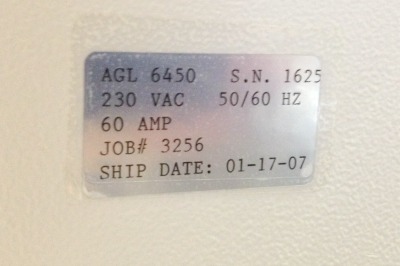 AGL 6450 S.N. 1625
230 VAC 50/60 HZ
60 AMP
JOB# 3256
SHIP DATE: 01-17-07